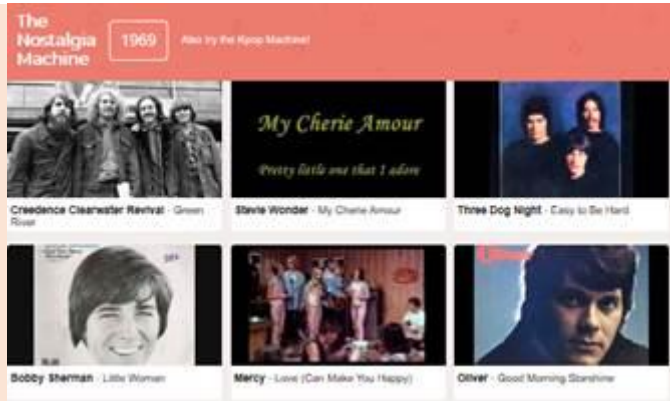 The
Nostalgia
Machine
1969
Also try the Kpop Machine!
My Cherie Amour
Pretty little one that I adore
Creedence Clearwater Revival - Green
River
Stevie Wonder - My Cherie Amour
Three Dog Night - Easy to Be Hard
Bobby Sherman - Little Woman
Mercy - Love (Can Make You Happy)
Oliver - Good Morning Starshine